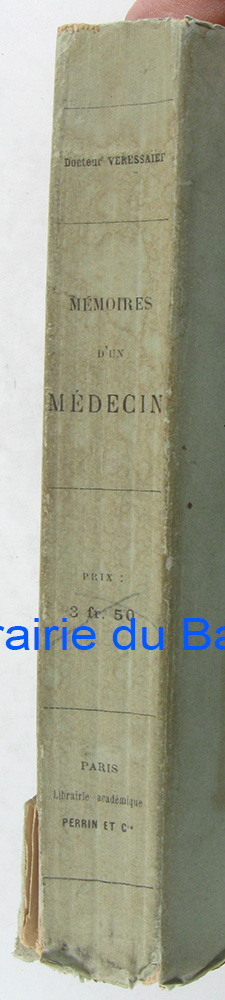 Docteur VERESSAIEF
MÉMOIRES
D'UN
MÉDECIN
PRIX :
3 fr. 50
rairie du Ba
PARIS
Librairie académique
PERRIN ET Cie